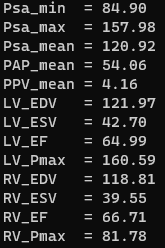 Psa_min  = 84.90
Psa_max  = 157.98
Psa_mean = 120.92
PAP_mean = 54.06
PPV_mean = 4.16
LV_EDV   = 121.97
LV_ESV   = 42.70
LV_EF    = 64.99
LV_Pmax  = 160.59
RV_EDV   = 118.81
RV_ESV   = 39.55
RV_EF    = 66.71
RV_Pmax  = 81.78